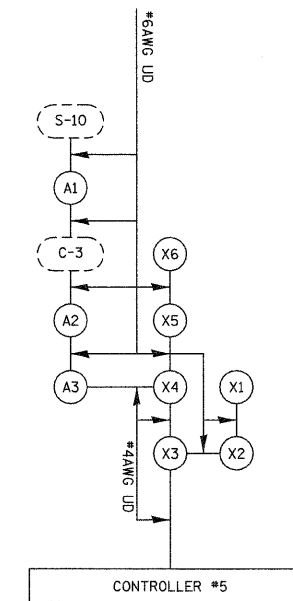 #6AWG UD
S-10
A1
C-3
X6
A2
X5
A3
X4
X1
#4AWG UD
X3
X2
CONTROLLER #5